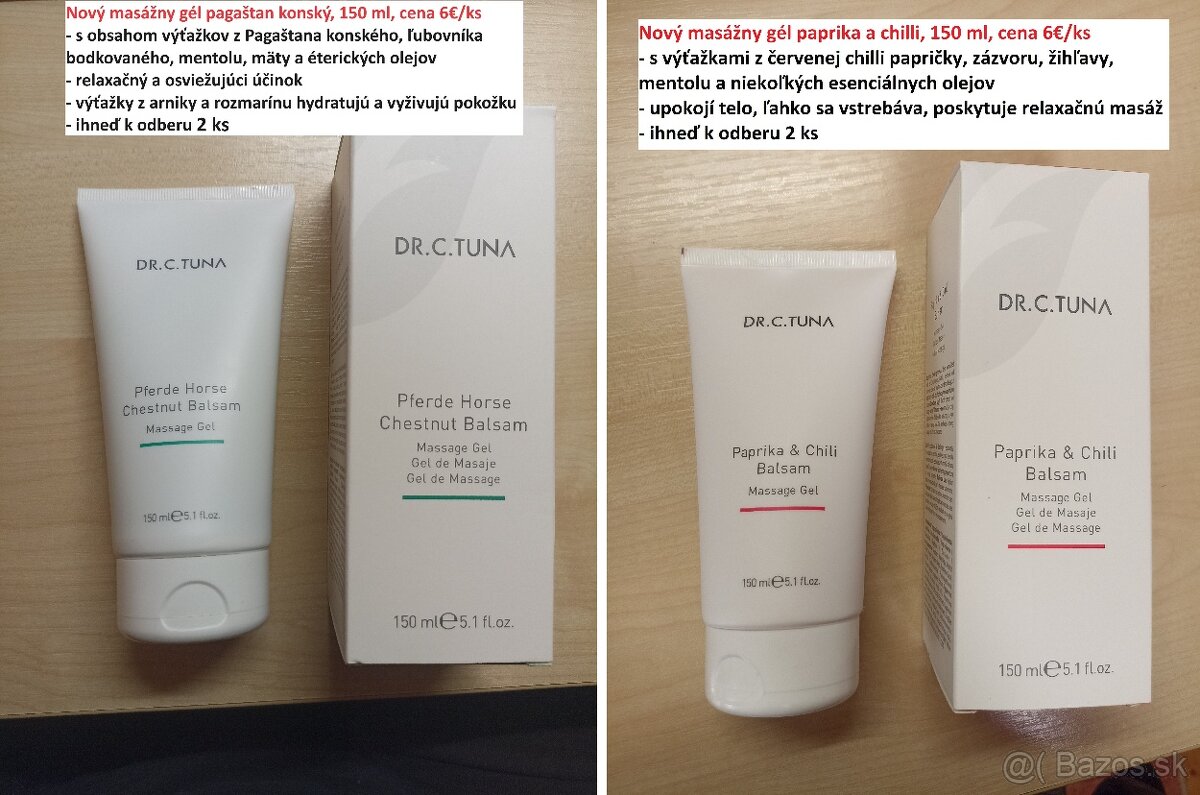 Nový masážny gél pagaštan konský, 150 ml, cena 6€/ks
- s obsahom výťažkov z Pagaštana konského, ľubovníka
bodkovaného, mentolu, mäty a éterických olejov
- relaxačný a osviežujúci účinok
- výťažky z arniky a rozmarínu hydratujú a vyživujú pokožku
- ihneď k odberu 2 ks
DR.C.TUNA
Pferde Horse
Chestnut Balsam
Massage Gel
150 ml℮5.1 fl.oz.
DR.C.TUNA
Pferde Horse
Chestnut Balsam
Massage Gel
Gel de Masaje
Gel de Massage
150 ml℮5.1 fl.oz.
Nový masážny gél paprika a chilli, 150 ml, cena 6€/ks
- s výťažkami z červenej chilli papričky, zázvoru, žihľavy,
mentolu a niekoľkých esenciálnych olejov
- upokojí telo, ľahko sa vstrebáva, poskytuje relaxačnú masáž
- ihneď k odberu 2 ks
DR.C.TUNA
Paprika & Chili
Balsam
Massage Gel
150 ml℮5.1 fl.oz.
DR.C.TUNA
Paprika & Chili
Balsam
Massage Gel
Gel de Masaje
Gel de Massage
150 ml℮5.1 fl.oz.
@( Bazos.sk